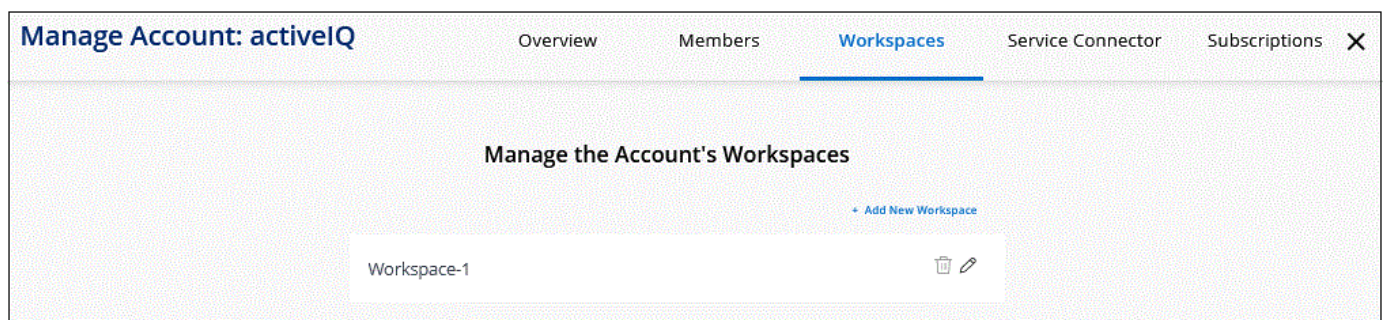 Manage Account: activeIQ
Overview
Members
Workspaces
Service Connector
Subscriptions
Manage the Account's Workspaces
+ Add New Workspace
Workspace-1